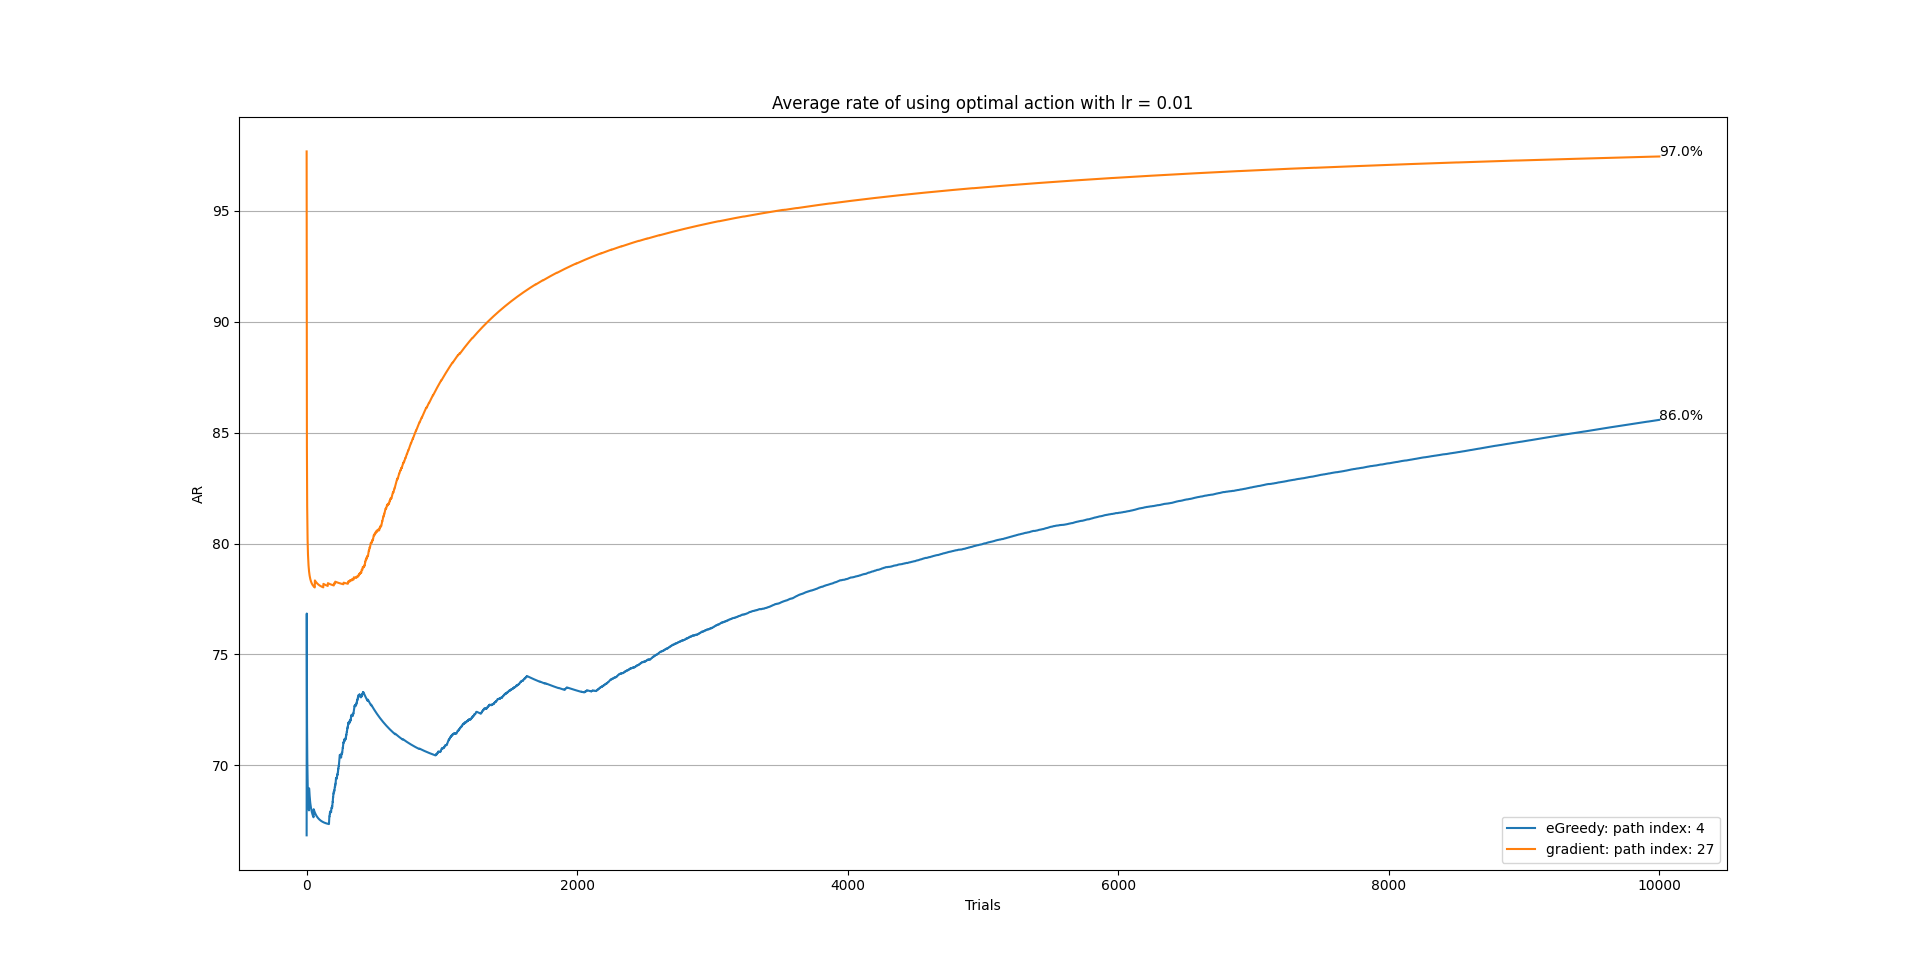 Average rate of using optimal action with lr = 0.01
97.0%
95
90
86.0%
85
AR
80
75
70
eGreedy: path index: 4
gradient: path index: 27
0 2000 4000 6000 8000 10000
Trials